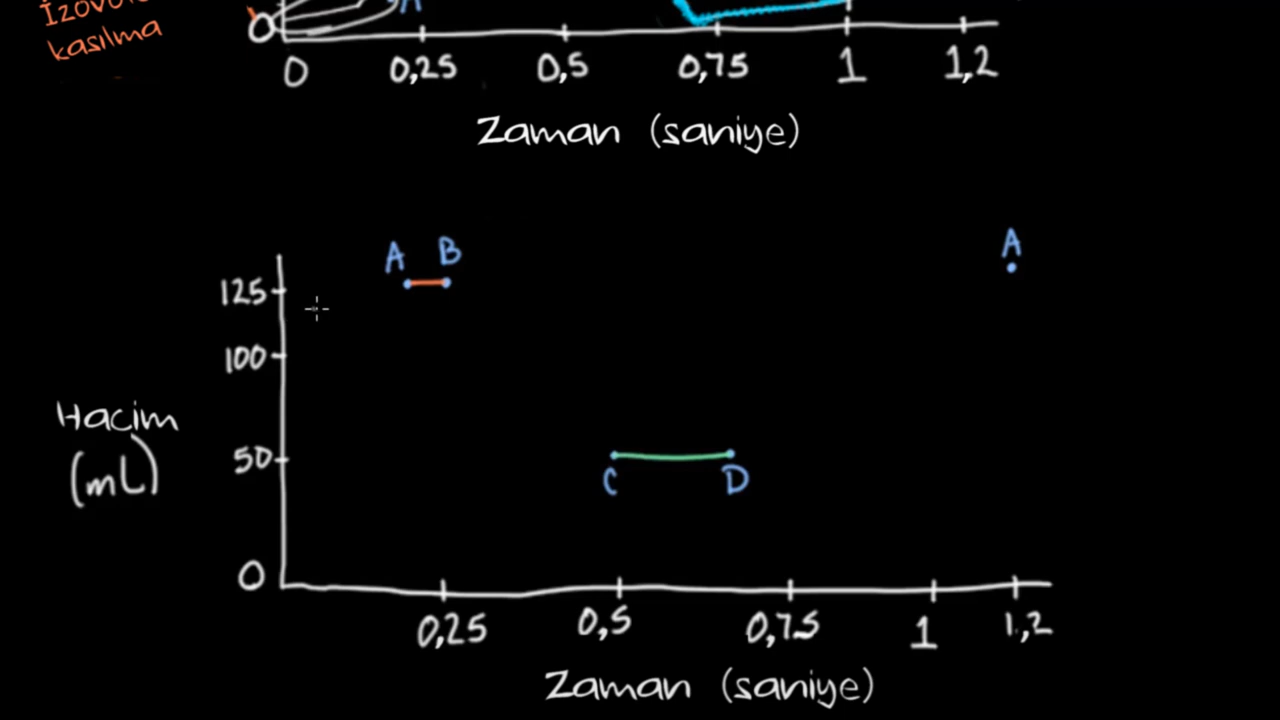 kasılma
0
A
0 0,25 0,5 0,75 1 1,2
Zaman (saniye)
A B
A
125
100
Hacim
(mL)
50
C D
0
0,25 0,5 0,75 1 1,2
Zaman (saniye)